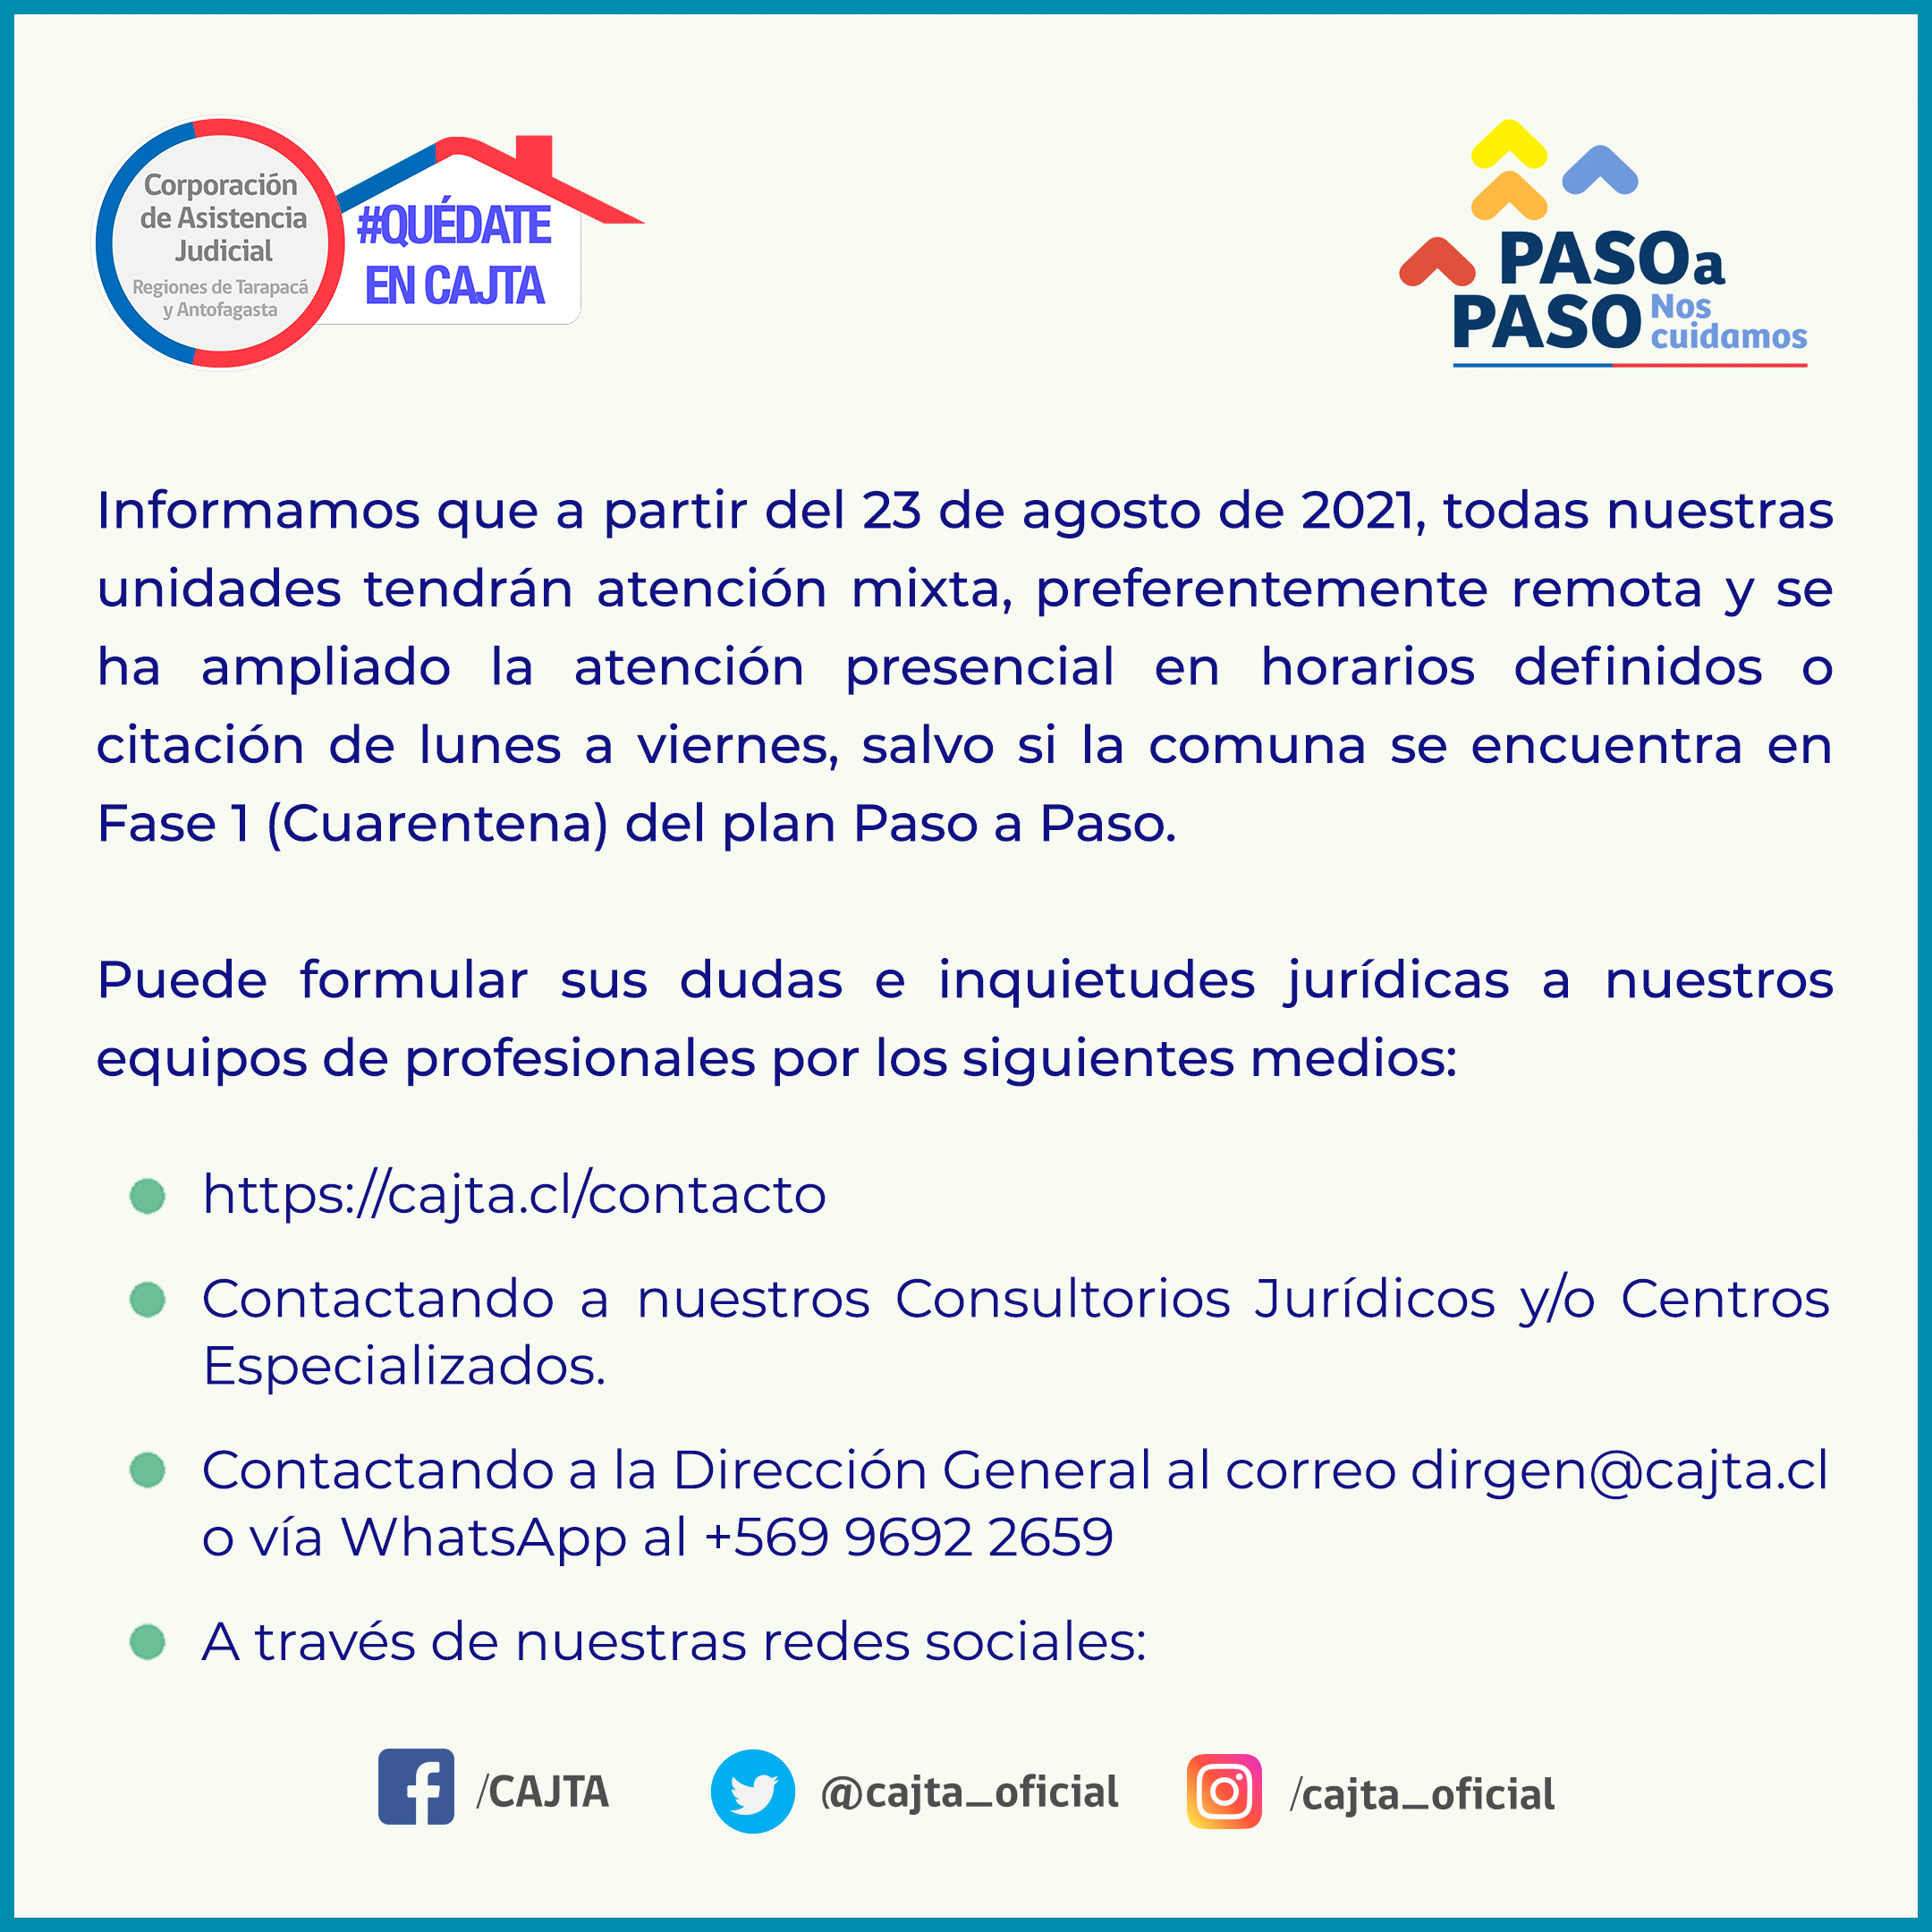 Corporación
de Asistencia
Judicial
Regiones de Tarapacá
y Antofagasta
#QUÉDATE
EN CAJTA
PASO a
PASO Nos
cuidamos
Informamos que a partir del 23 de agosto de 2021, todas nuestras
unidades tendrán atención mixta, preferentemente remota y se
ha ampliado la atención presencial en horarios definidos o
citación de lunes a viernes, salvo si la comuna se encuentra en
Fase 1 (Cuarentena) del plan Paso a Paso.
Puede formular sus dudas e inquietudes jurídicas a nuestros
equipos de profesionales por los siguientes medios:
https://cajta.cl/contacto
Contactando a nuestros Consultorios Jurídicos y/o Centros
Especializados.
Contactando a la Dirección General al correo dirgen@cajta.cl
o vía WhatsApp al +569 9692 2659
A través de nuestras redes sociales:
/CAJTA @cajta_oficial /cajta_oficial